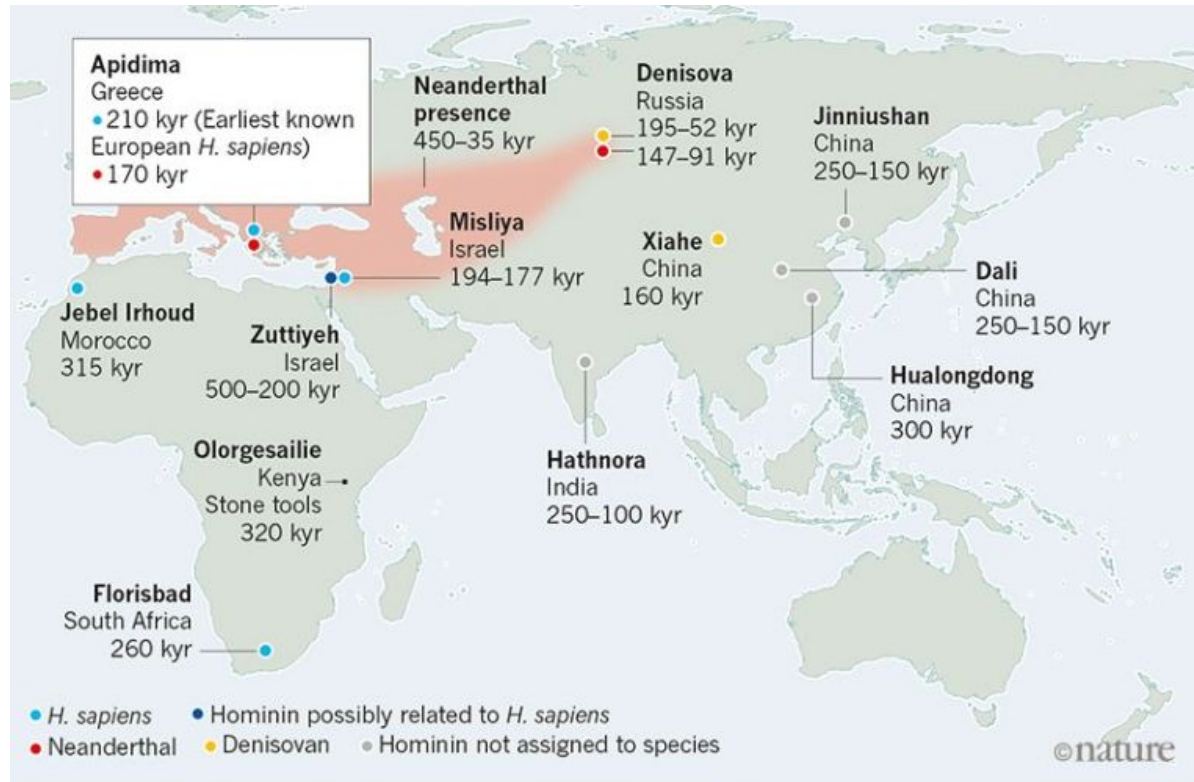 Apidima
Greece
210 kyr (Earliest known
European H. sapiens)
170 kyr
Neanderthal
presence
450–35 kyr
Denisova
Russia
195–52 kyr
147–91 kyr
Jinniushan
China
250–150 kyr
Misliya
Israel
194–177 kyr
Xiahe
China
160 kyr
Dali
China
250–150 kyr
Jebel Irhoud
Morocco
315 kyr
Zuttiyeh
Israel
500–200 kyr
Hualongdong
China
300 kyr
Olorgesailie
Kenya
Stone tools
320 kyr
Hathnora
India
250–100 kyr
Florisbad
South Africa
260 kyr
H. sapiens
Hominin possibly related to H. sapiens
Neanderthal
Denisovan
Hominin not assigned to species
©nature